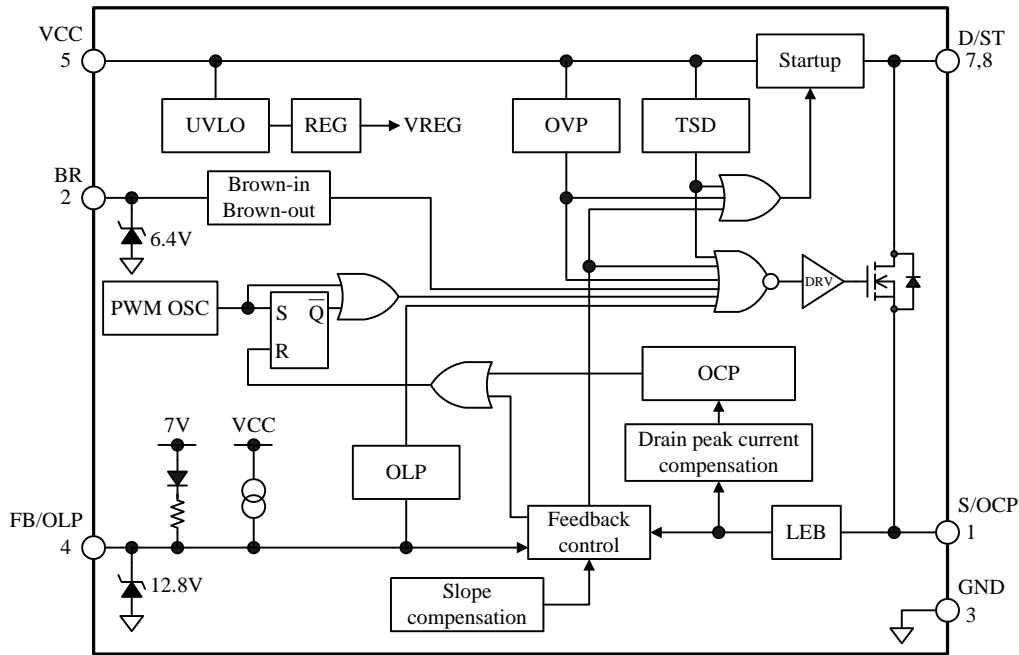 VCC
5
D/ST
7,8
Startup
UVLO
REG
VREG
OVP
TSD
BR
2
Brown-in
Brown-out
6.4V
PWM OSC
S Q̅
R
DRV
OCP
7V
VCC
OLP
Drain peak current
compensation
FB/OLP
4
S/OCP
1
Feedback
control
LEB
12.8V
Slope
compensation
GND
3